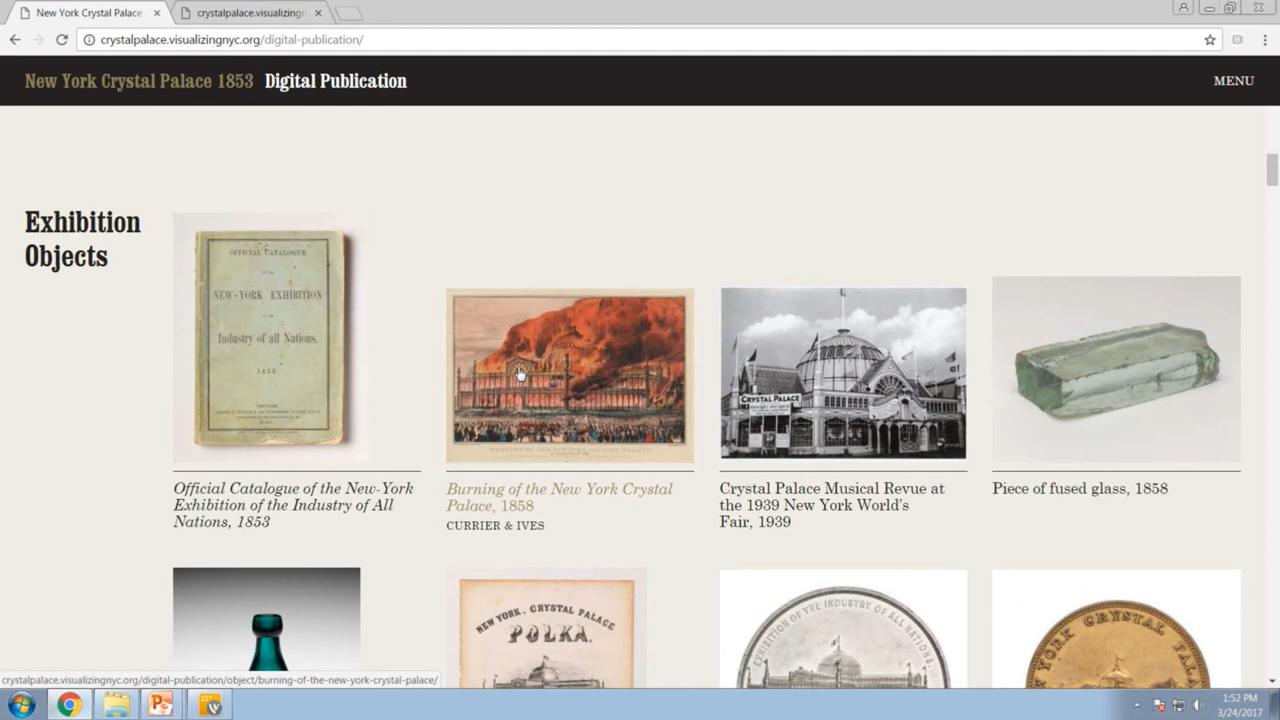 New York Crystal Palace
crystalpalace.visualizing
crystalpalace.visualizingnyc.org/digital-publication/
New York Crystal Palace 1853 Digital Publication
MENU
Exhibition
Objects
OFFICIAL CATALOGUE
OF THE
NEW-YORK EXHIBITION
OF THE
Industry of all Nations.
1853.
NEW-YORK:
CRYSTAL PALACE
Official Catalogue of the New-York
Exhibition of the Industry of All
Nations, 1853
Burning of the New York Crystal
Palace, 1858
CURRIER & IVES
Crystal Palace Musical Revue at
the 1939 New York World's
Fair, 1939
Piece of fused glass, 1858
NEW YORK, CRYSTAL PALACE
POLKA.
EXHIBITION OF THE INDUSTRY OF ALL NATIONS
YORK CRYSTAL PALA
crystalpalace.visualizingnyc.org/digital-publication/object/burning-of-the-new-york-crystal-palace/
1:52 PM
3/24/2017